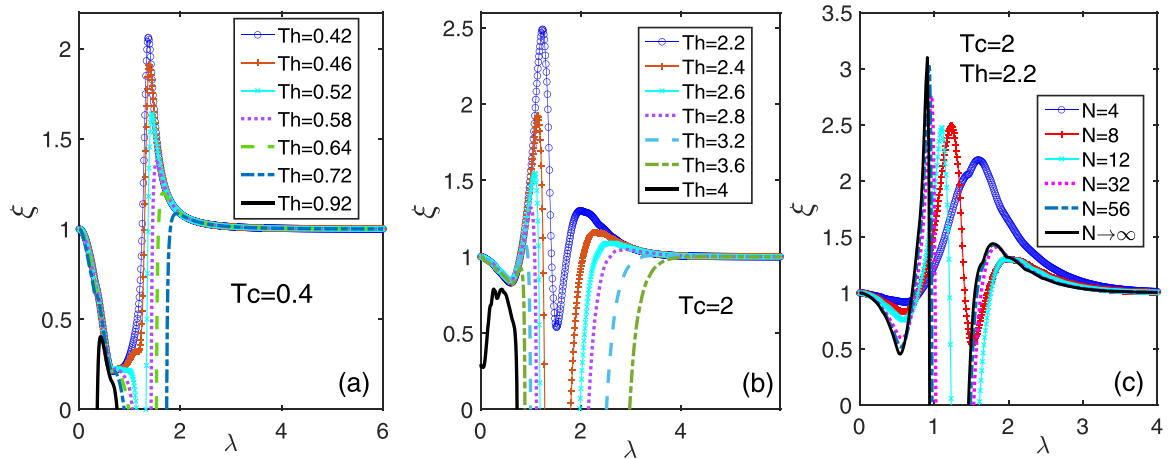 2
1.5
1
0.5
0
ξ
0
2
4
6
λ
Th=0.42
Th=0.46
Th=0.52
Th=0.58
Th=0.64
Th=0.72
Th=0.92
Tc=0.4
(a)
2.5
2
1.5
1
0.5
0
ξ
0
2
4
6
λ
Th=2.2
Th=2.4
Th=2.6
Th=2.8
Th=3.2
Th=3.6
Th=4
Tc=2
(b)
3.5
3
2.5
2
1.5
1
0.5
0
ξ
0
1
2
3
4
λ
Tc=2
Th=2.2
N=4
N=8
N=12
N=32
N=56
N→∞
(c)